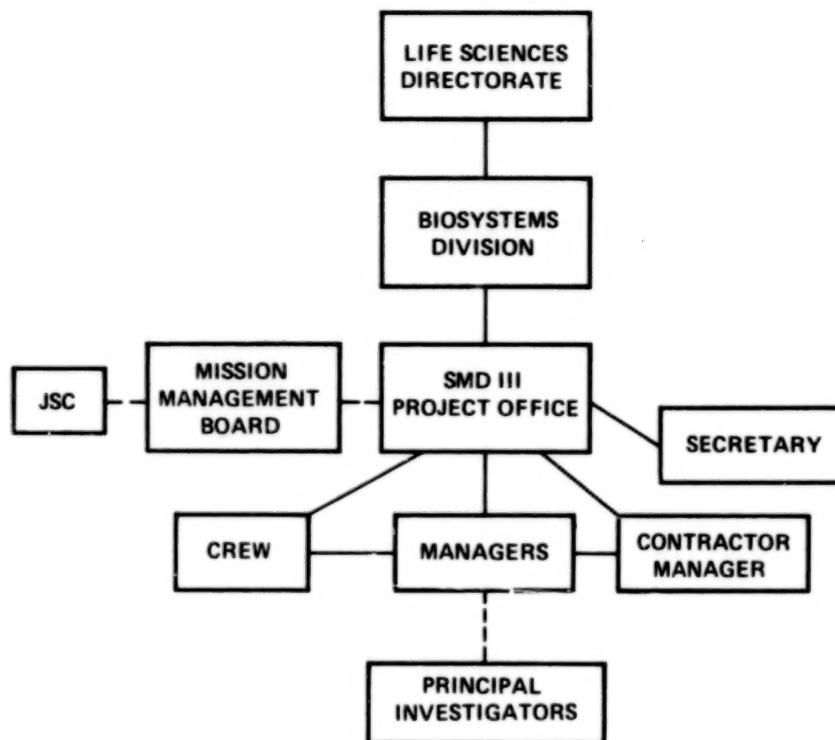 LIFE SCIENCES
DIRECTORATE
BIOSYSTEMS
DIVISION
JSC
MISSION
MANAGEMENT
BOARD
SMD III
PROJECT OFFICE
SECRETARY
CREW
MANAGERS
CONTRACTOR
MANAGER
PRINCIPAL
INVESTIGATORS